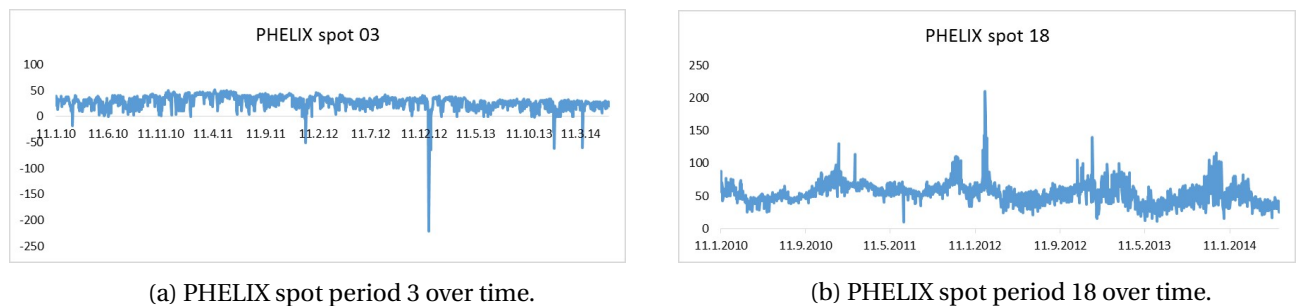 PHELIX spot 03
100
50
0
11.1.10 11.6.10 11.11.10 11.4.11 11.9.11 11.2.12 11.7.12 11.12.12 11.5.13 11.10.13 11.3.14
-50
-100
-150
-200
-250
(a) PHELIX spot period 3 over time.
PHELIX spot 18
250
200
150
100
50
0
11.1.2010 11.9.2010 11.5.2011 11.1.2012 11.9.2012 11.5.2013 11.1.2014
(b) PHELIX spot period 18 over time.